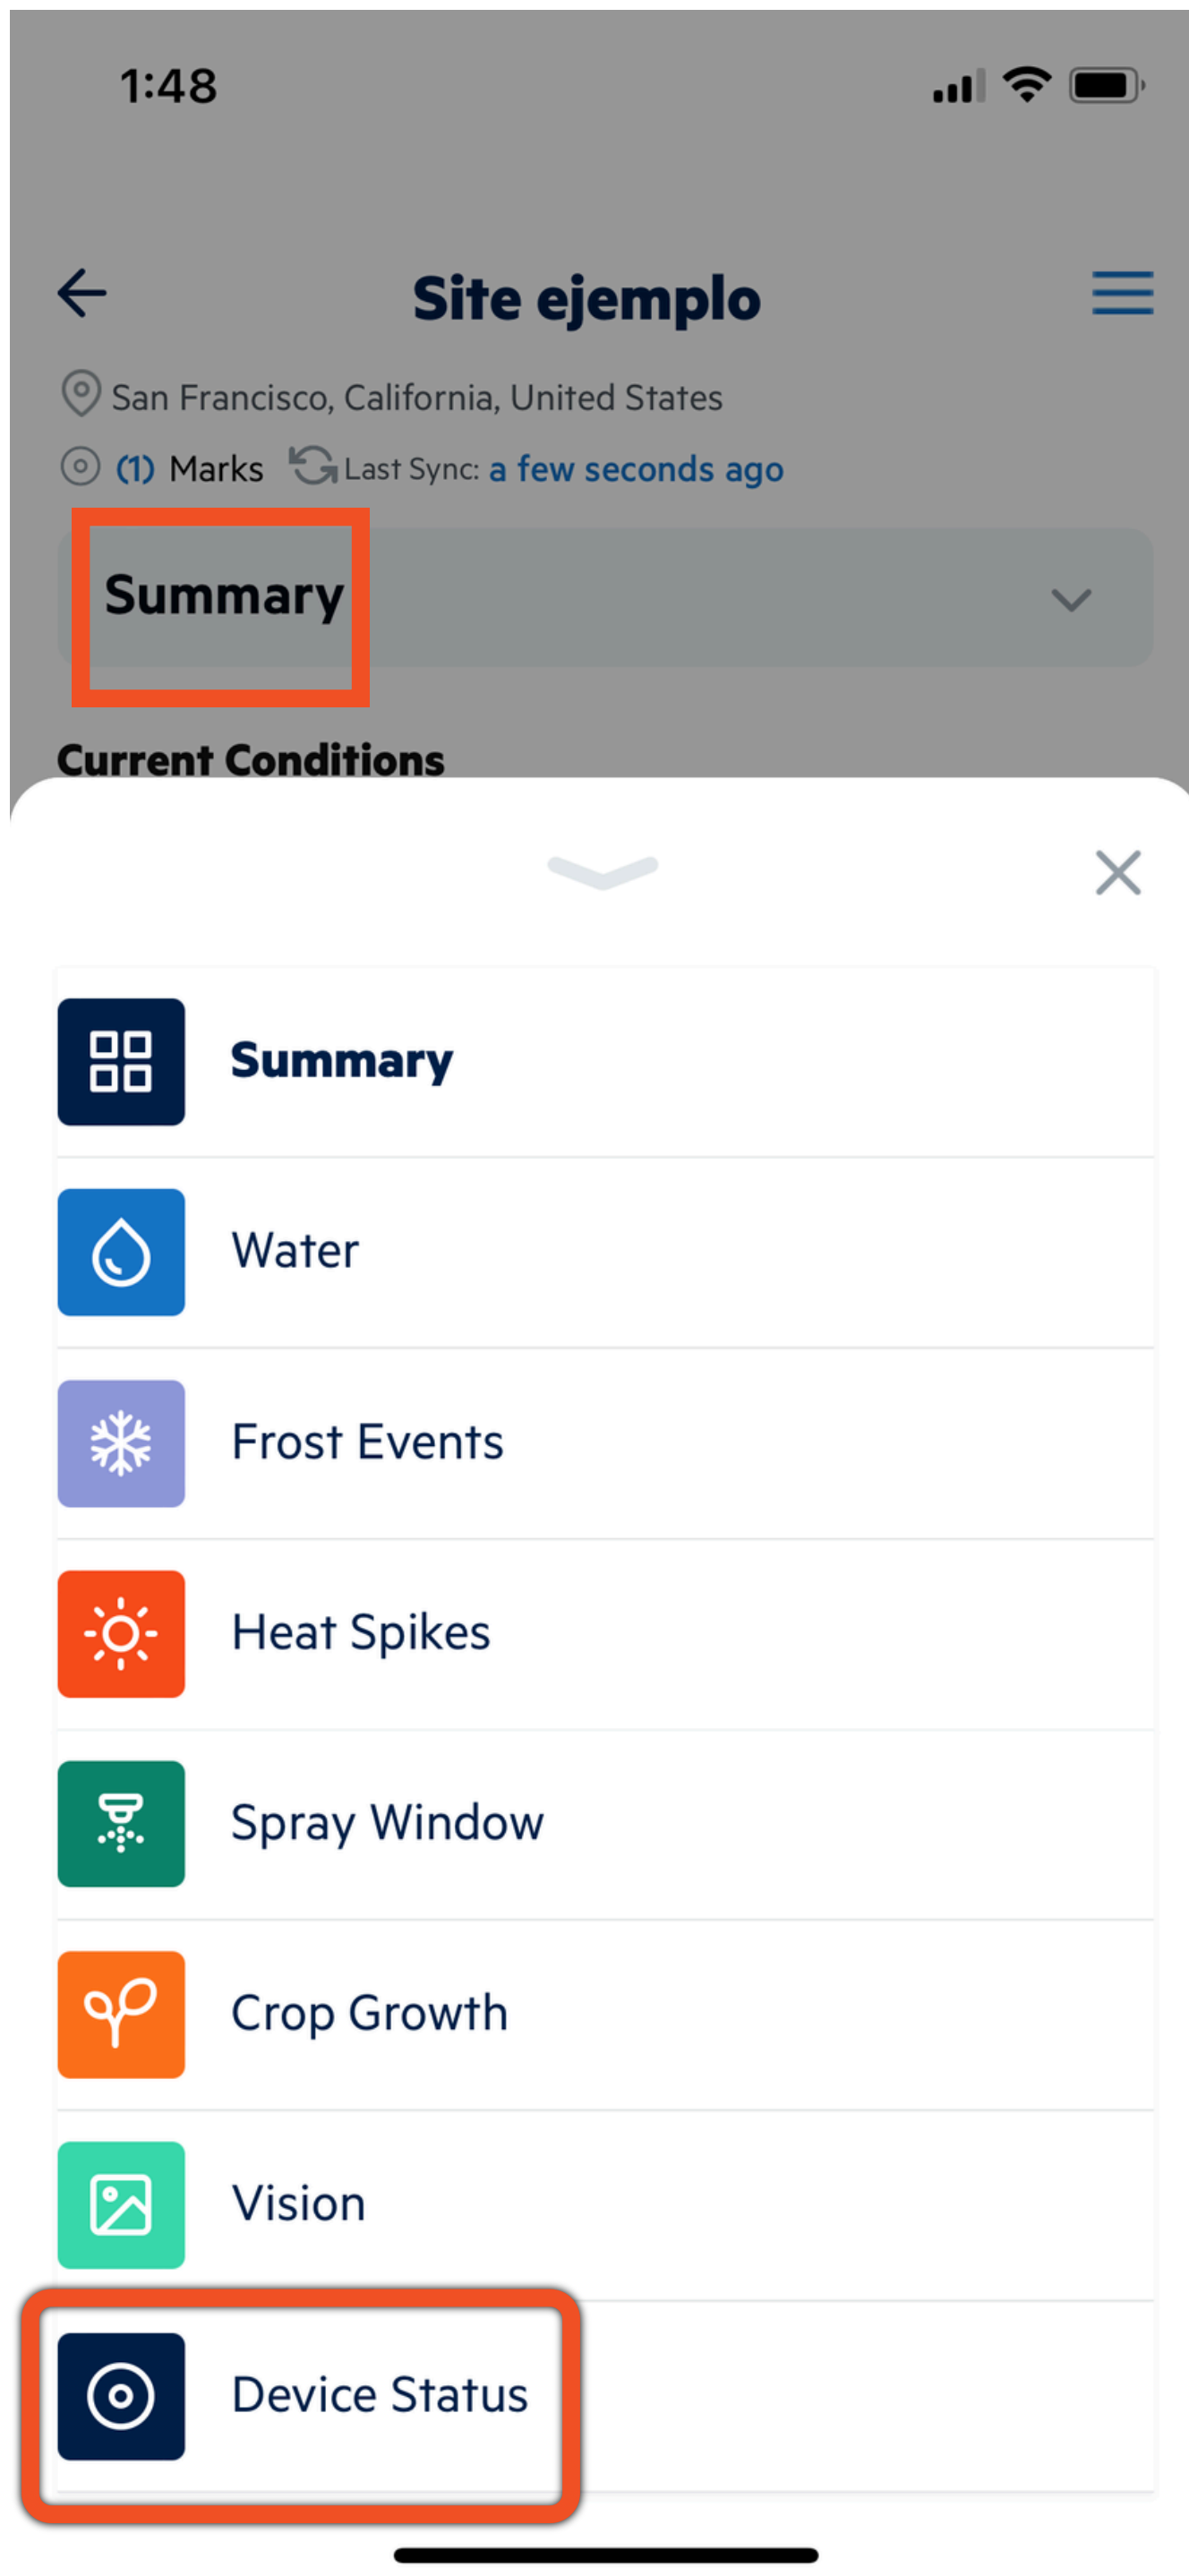 1:48
Site ejemplo
San Francisco, California, United States
(1) Marks Last Sync: a few seconds ago
Summary
Current Conditions
Summary
Water
Frost Events
Heat Spikes
Spray Window
Crop Growth
Vision
Device Status